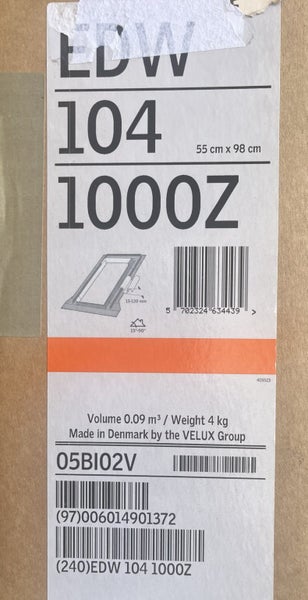 EDW
104
55 cm x 98 cm
1000Z
15-120 mm
15°-90°
5 702324 634439 >
Volume 0.09 m³ / Weight 4 kg
Made in Denmark by the VELUX Group
05BI02V
(97)006014901372
(240)EDW 104 1000Z